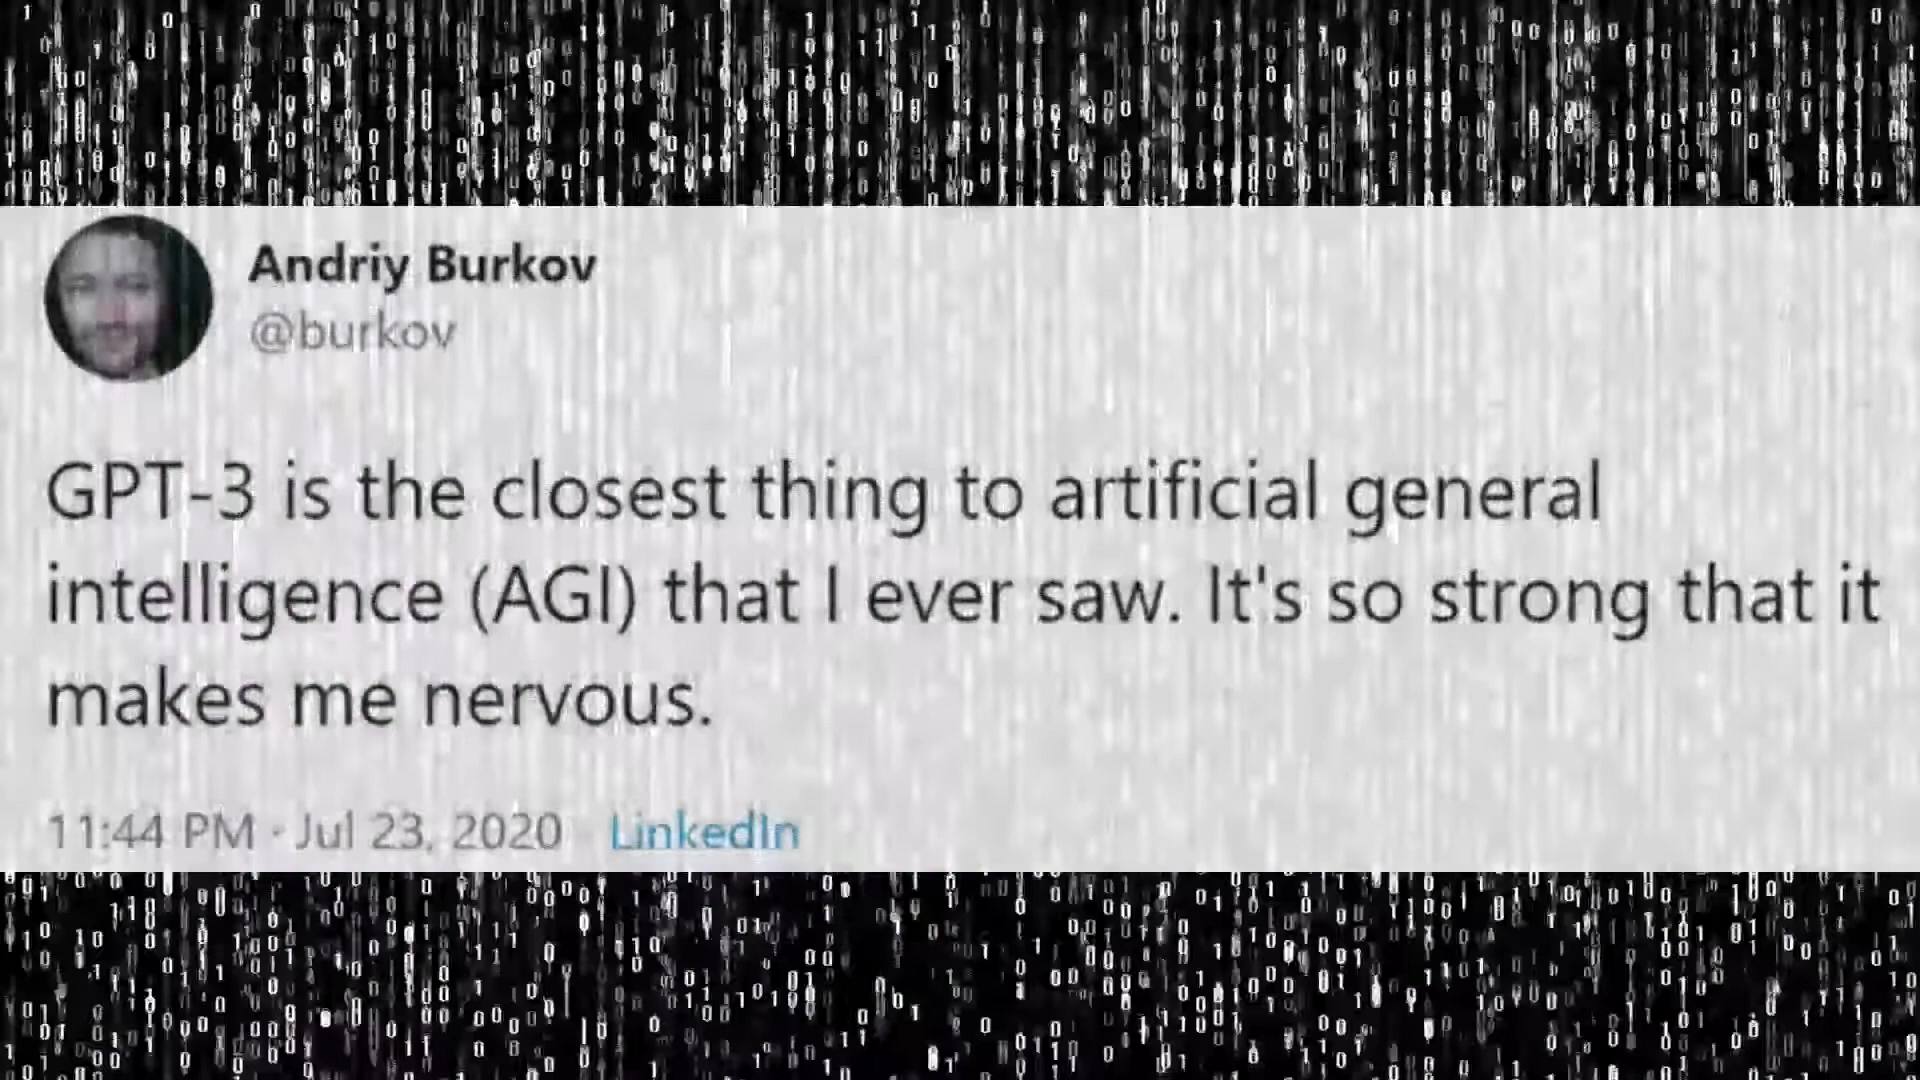 Andriy Burkov
@burkov
GPT-3 is the closest thing to artificial general
intelligence (AGI) that I ever saw. It's so strong that it
makes me nervous.
11:44 PM · Jul 23, 2020 LinkedIn